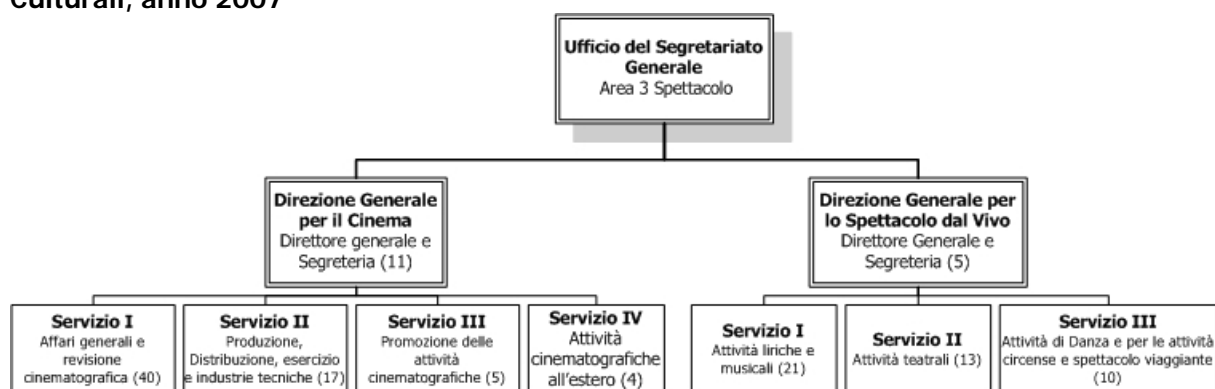 Culturali, anno 2007
Ufficio del Segretariato
Generale
Area 3 Spettacolo
Direzione Generale
per il Cinema
Direttore generale e
Segreteria (11)
Direzione Generale per
lo Spettacolo dal Vivo
Direttore Generale e
Segreteria (5)
Servizio I
Affari generali e
revisione
cinematografica (40)
Servizio II
Produzione,
Distribuzione, esercizio
e industrie tecniche (17)
Servizio III
Promozione delle
attività
cinematografiche (5)
Servizio IV
Attività
cinematografiche
all'estero (4)
Servizio I
Attività liriche e
musicali (21)
Servizio II
Attività teatrali (13)
Servizio III
Attività di Danza e per le attività
circense e spettacolo viaggiante
(10)